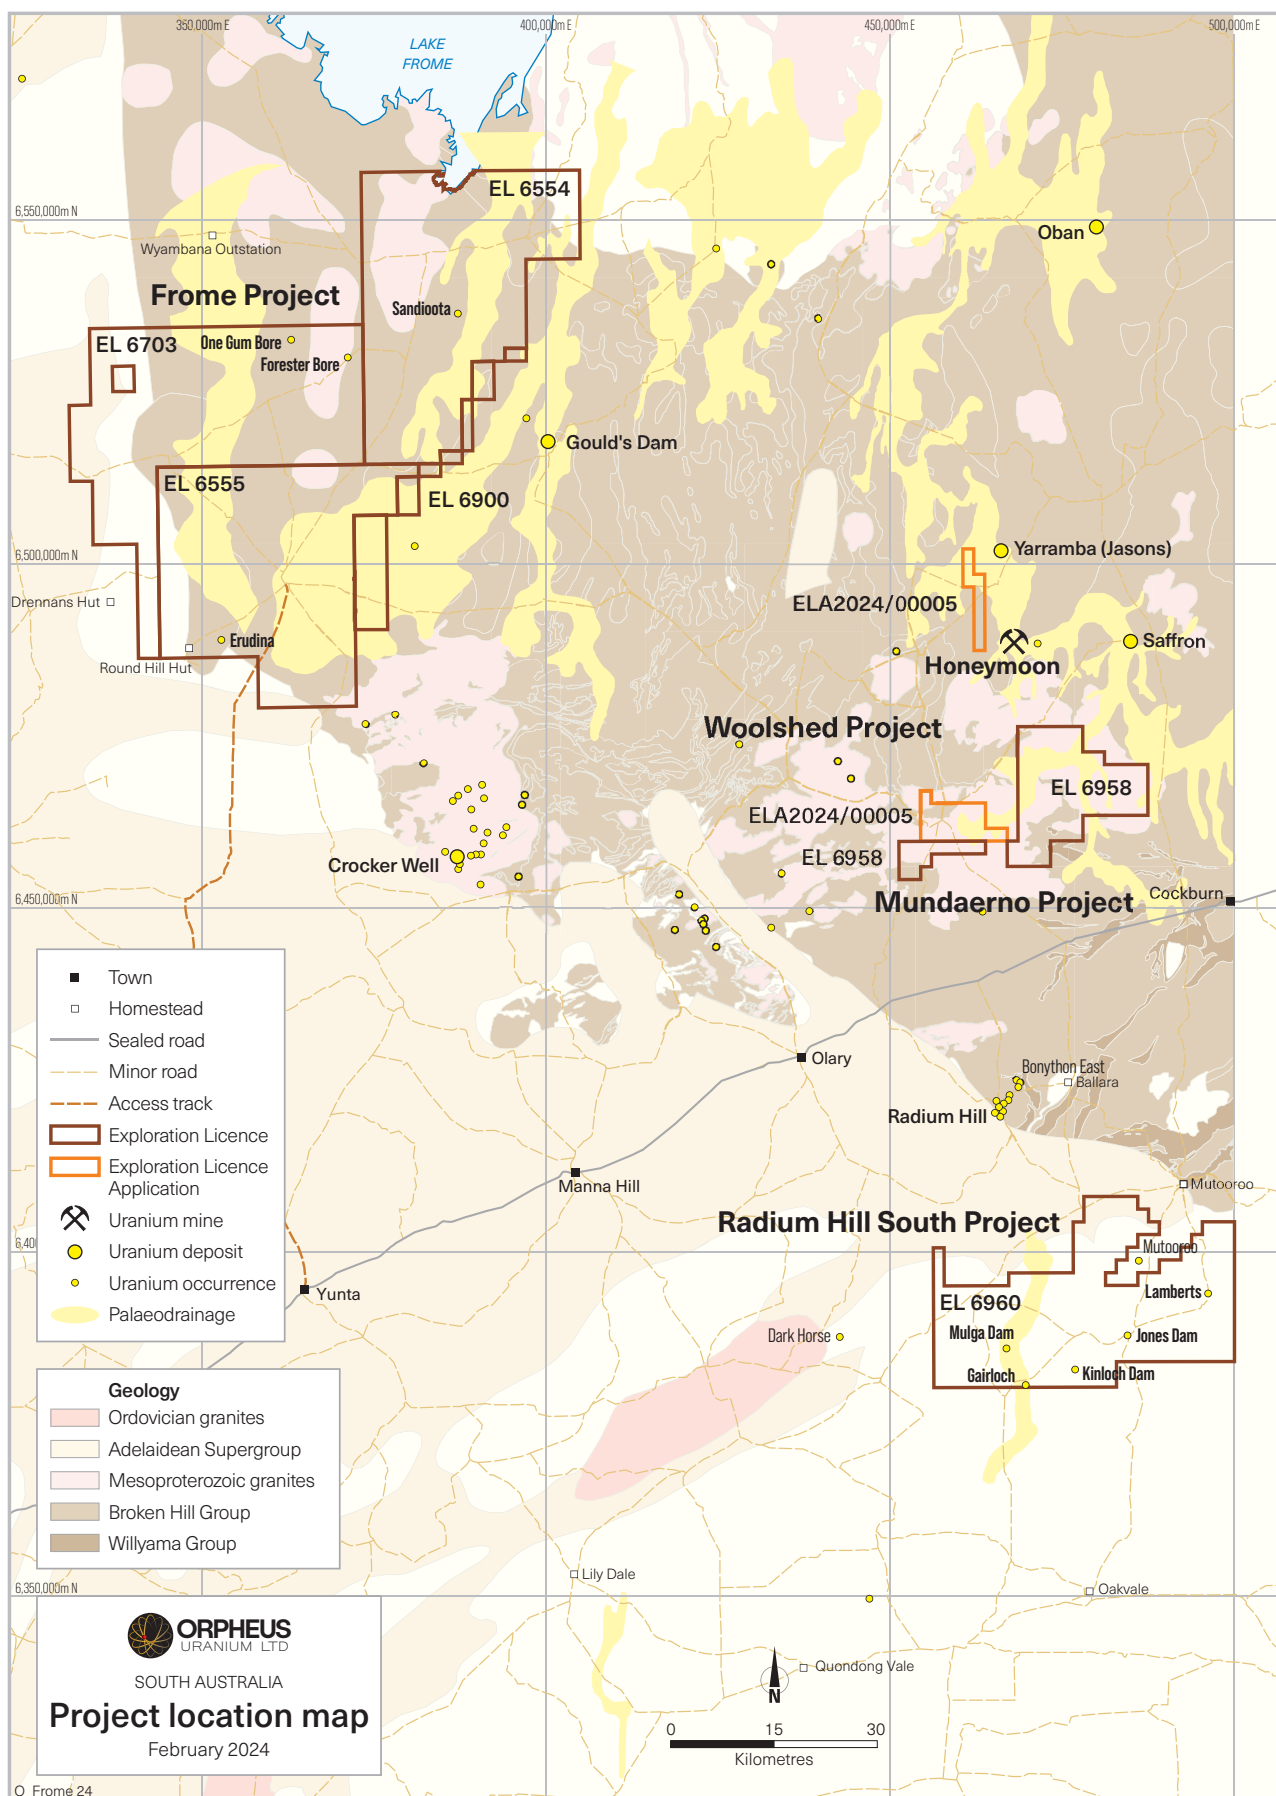 350,000m E
400,000m E
450,000m E
500,000m E
LAKE
FROME
EL 6554
6,550,000m N
Wyambana Outstation
Oban
Frome Project
Sandioota
EL 6703
One Gum Bore
Forester Bore
Gould's Dam
EL 6555
EL 6900
6,500,000m N
Yarramba (Jasons)
Drennans Hut
ELA2024/00005
Erudina
Round Hill Hut
Saffron
Honeymoon
Woolshed Project
EL 6958
ELA2024/00005
EL 6958
Crocker Well
6,450,000m N
Mundaerno Project
Cockburn
Town
Homestead
Sealed road
Minor road
Access track
Exploration Licence
Exploration Licence
Application
Uranium mine
Uranium deposit
Uranium occurrence
Palaeodrainage
Olary
Bonython East
Ballara
Radium Hill
Manna Hill
Mutooroo
Radium Hill South Project
6,40
Mutooroo
Yunta
Lamberts
EL 6960
Mulga Dam
Jones Dam
Dark Horse
Gairloch
Kinloch Dam
Geology
Ordovician granites
Adelaidean Supergroup
Mesoproterozoic granites
Broken Hill Group
Willyama Group
Lily Dale
Oakvale
6,350,000m N
ORPHEUS
URANIUM LTD
SOUTH AUSTRALIA
Project location map
February 2024
Quondong Vale
N
0 15 30
Kilometres
O Frome 24